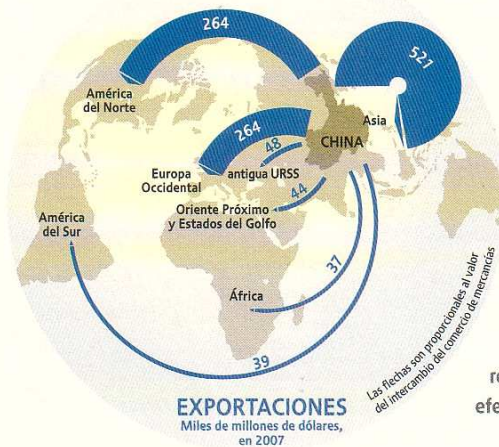 264
América
del Norte
521
Asia
CHINA
264
48
Europa
Occidental
antigua URSS
44
Oriente Próximo
y Estados del Golfo
América
del Sur
37
África
39
Las flechas son proporcionales al valor
del intercambio del comercio de mercancías
EXPORTACIONES
Miles de millones de dólares,
en 2007
re
efe